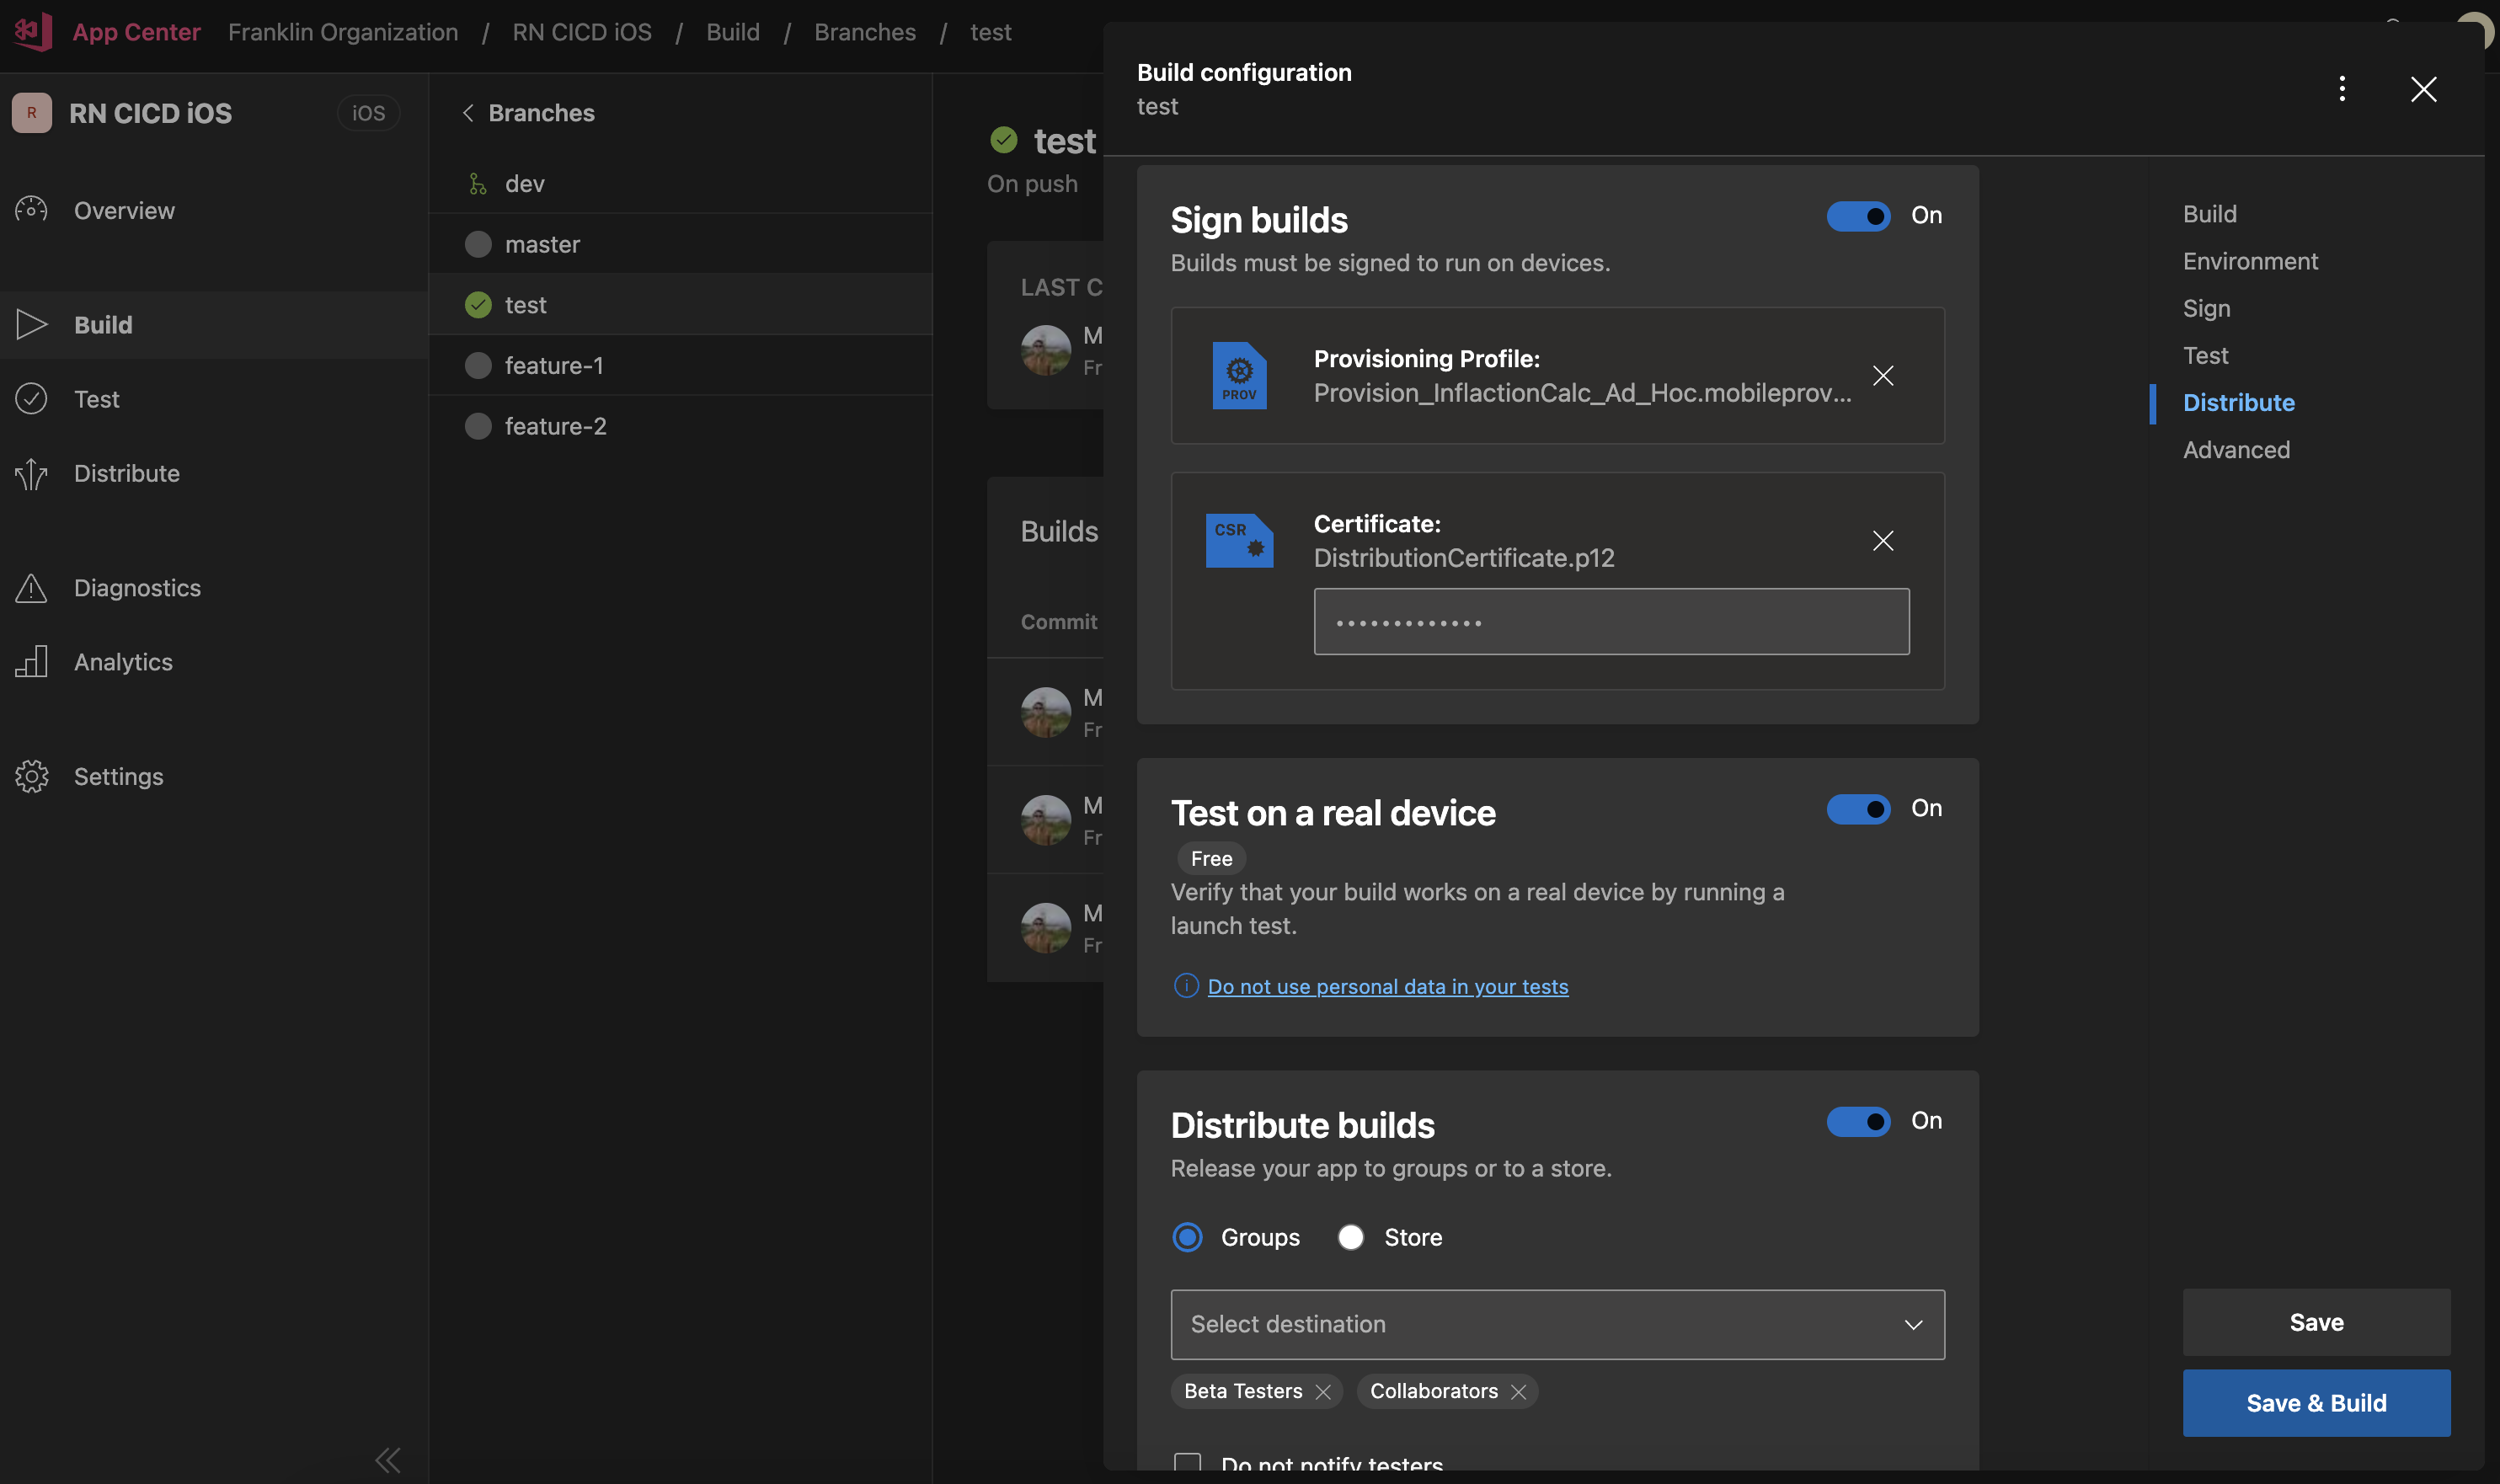 App Center
Franklin Organization / RN CICD iOS / Build / Branches / test
R
RN CICD iOS
iOS
Overview
Build
Test
Distribute
Diagnostics
Analytics
Settings
Branches
dev
master
test
feature-1
feature-2
test
On push
LAST C
M
Fr
Builds
Commit
M
Fr
M
Fr
M
Fr
Build configuration
test
Sign builds
On
Builds must be signed to run on devices.
PROV
Provisioning Profile:
Provision_InflactionCalc_Ad_Hoc.mobileprov...
CSR
Certificate:
DistributionCertificate.p12
•••••••••••••
Test on a real device
On
Free
Verify that your build works on a real device by running a
launch test.
Do not use personal data in your tests
Distribute builds
On
Release your app to groups or to a store.
Groups
Store
Select destination
Beta Testers
Collaborators
Do not notify testers
Build
Environment
Sign
Test
Distribute
Advanced
Save
Save & Build